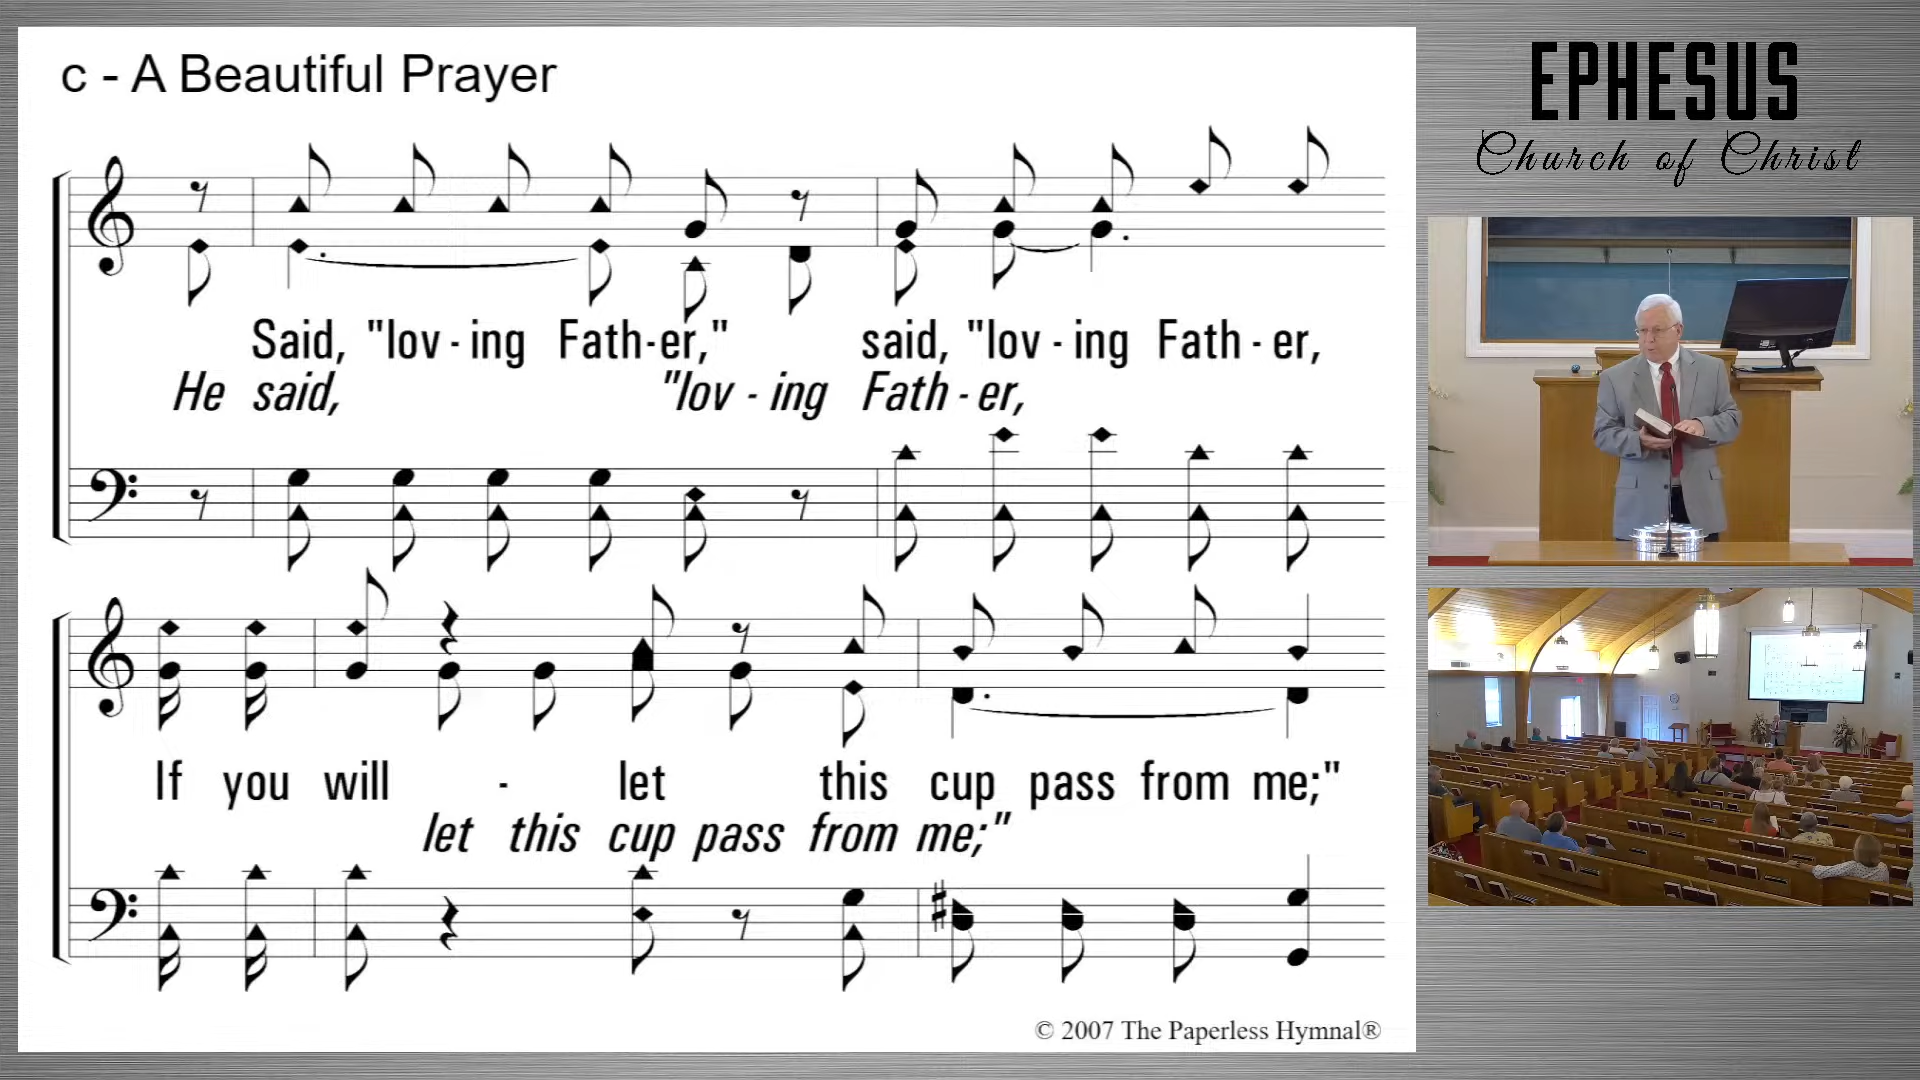 c - A Beautiful Prayer
Said, "lov - ing Fath-er," said, "lov - ing Fath - er,
He said, "lov - ing Fath - er,
If you will - let this cup pass from me;"
let this cup pass from me;"
© 2007 The Paperless Hymnal®
EPHESUS
Church of Christ